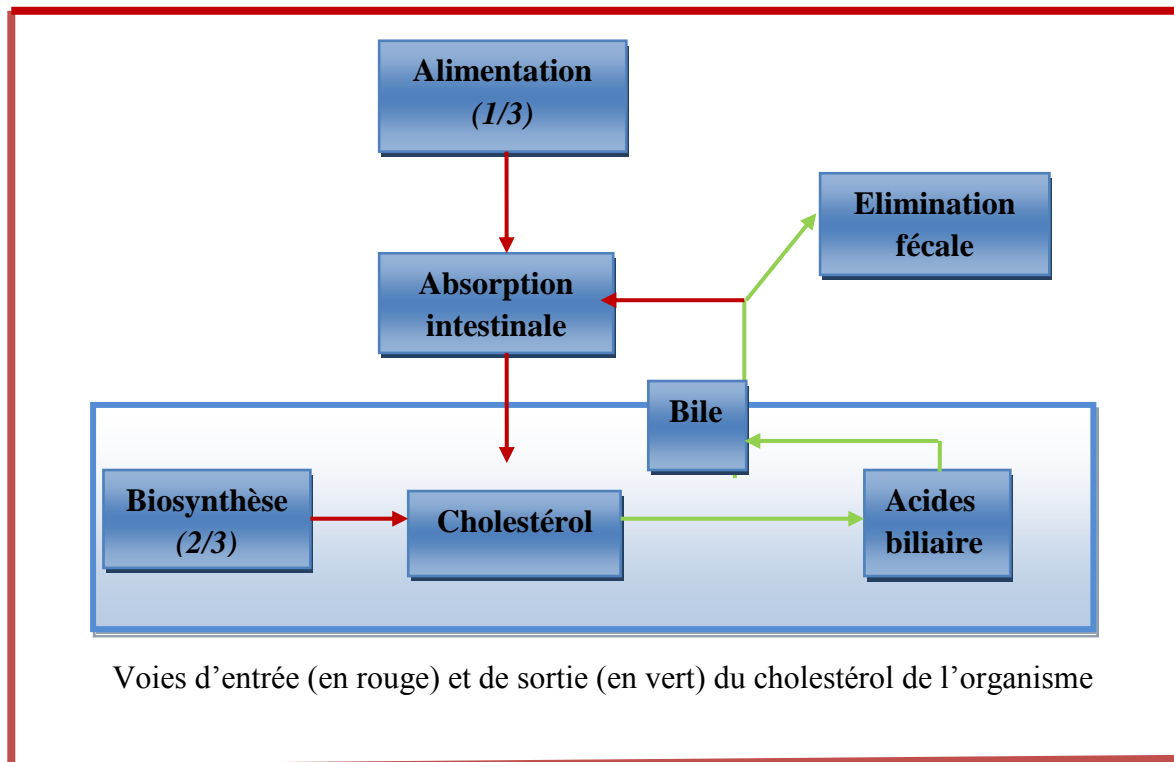 Alimentation
(1/3)
Elimination
fécale
Absorption
intestinale
Bile
Biosynthèse
(2/3)
Cholestérol
Acides
biliaire
Voies d’entrée (en rouge) et de sortie (en vert) du cholestérol de l’organisme